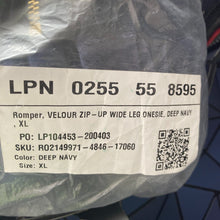 LPN 0255 55 8595
Romper, VELOUR ZIP-UP WIDE LEG ONEGIE, DEEP NAVY
, XL
PO: LP104453-200403
SKU: RO2149971-4846-17060
Color: DEEP NAVY
Size: XL